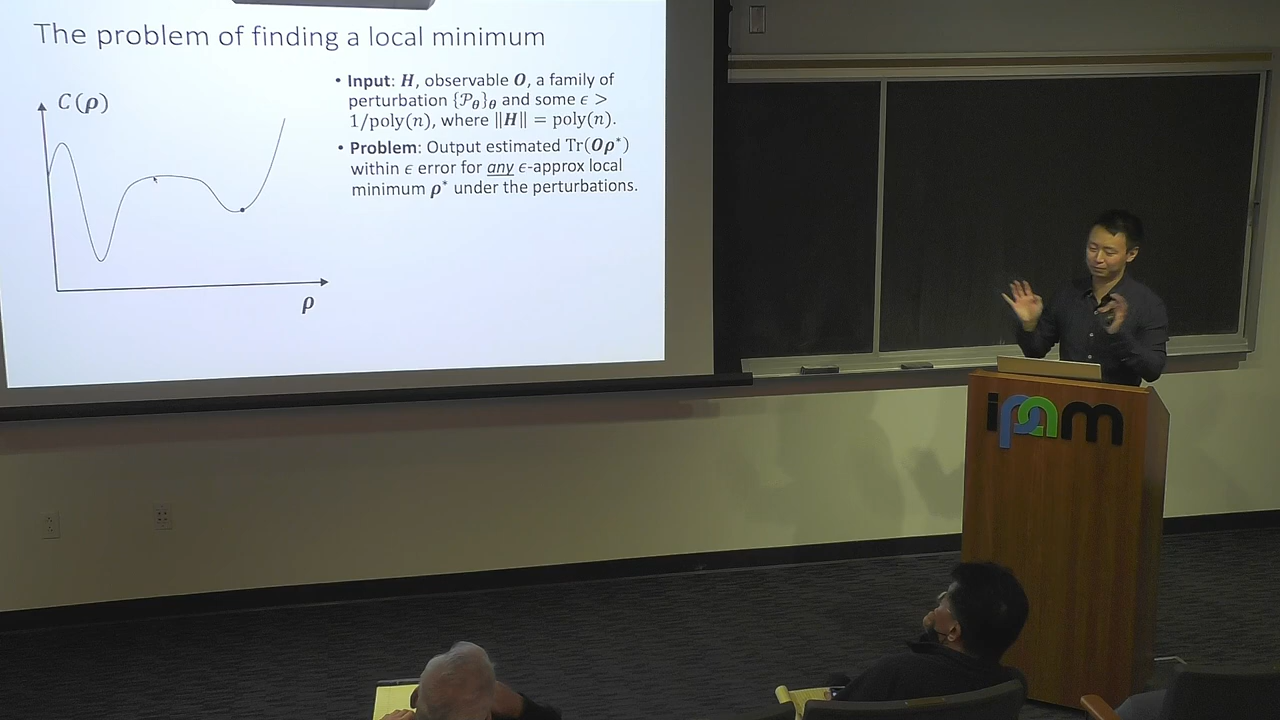 The problem of finding a local minimum
C(ρ)
ρ
• Input: H, observable O, a family of
perturbation {𝒫_θ}_θ and some ϵ >
1/poly(n), where ‖H‖ = poly(n).
• Problem: Output estimated Tr(Oρ*)
within ϵ error for any ϵ-approx local
minimum ρ* under the perturbations.
ipam